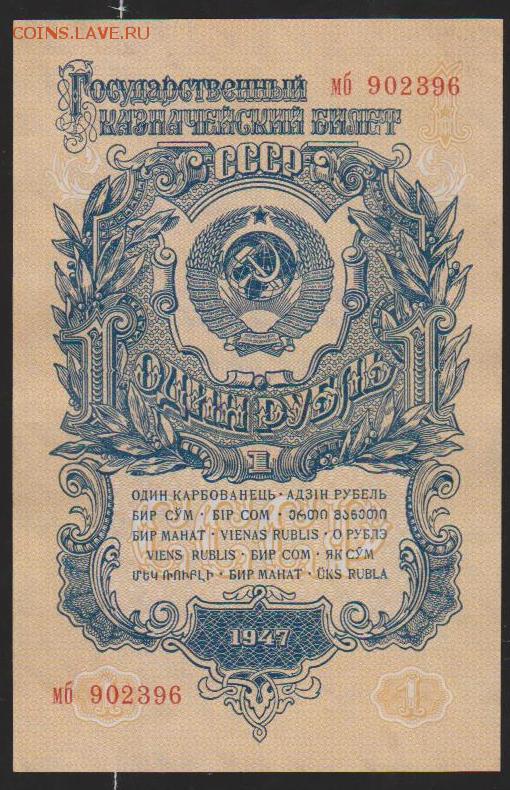 COINS.LAVE.RU
Государственный мб 902396
казначейский билет
СССР
1 1
ОДИН РУБЛЬ
1
ОДИН КАРБОВАНЕЦЬ · АДЗІН РУБЕЛЬ
БИР СЎМ · БІР СОМ · ᲔᲠᲗᲘ ᲛᲐᲜᲔᲗᲘ
БИР МАНАТ · VIENAS RUBLIS · О РУБЛЭ
VIENS RUBLIS · БИР СОМ · ЯК СӮМ
ՄԵԿ ՌՈՒԲԼԻ · БИР МАНАТ · ÜKS RUBLA
1947
мб 902396 1